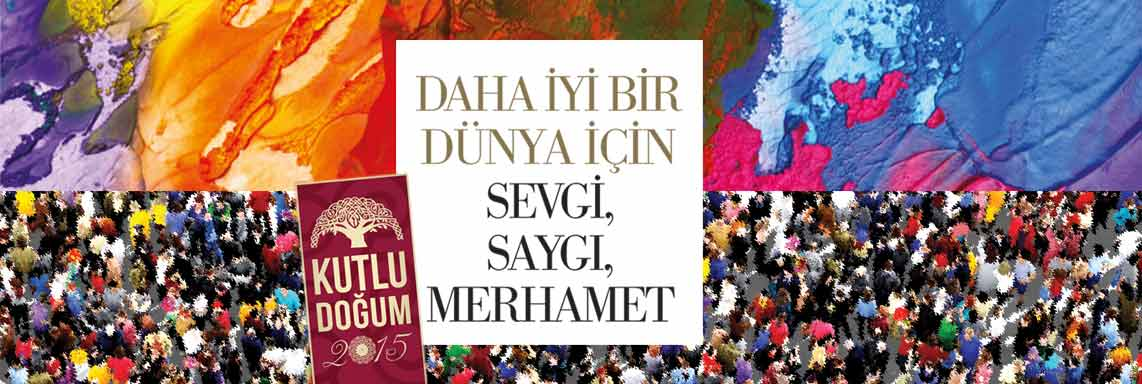 DAHA İYİ BİR
DÜNYA İÇİN
SEVGİ,
SAYGI,
MERHAMET
KUTLU
DOĞUM
2015